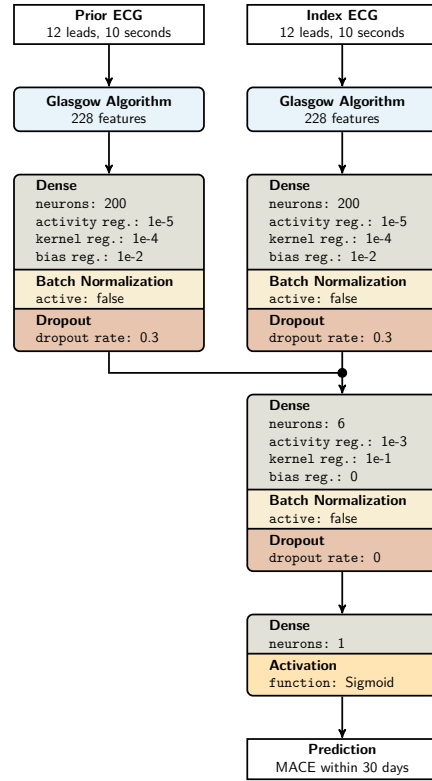 Prior ECG
12 leads, 10 seconds
Index ECG
12 leads, 10 seconds
Glasgow Algorithm
228 features
Glasgow Algorithm
228 features
Dense
neurons: 200
activity reg.: 1e-5
kernel reg.: 1e-4
bias reg.: 1e-2
Batch Normalization
active: false
Dropout
dropout rate: 0.3
Dense
neurons: 200
activity reg.: 1e-5
kernel reg.: 1e-4
bias reg.: 1e-2
Batch Normalization
active: false
Dropout
dropout rate: 0.3
Dense
neurons: 6
activity reg.: 1e-3
kernel reg.: 1e-1
bias reg.: 0
Batch Normalization
active: false
Dropout
dropout rate: 0
Dense
neurons: 1
Activation
function: Sigmoid
Prediction
MACE within 30 days